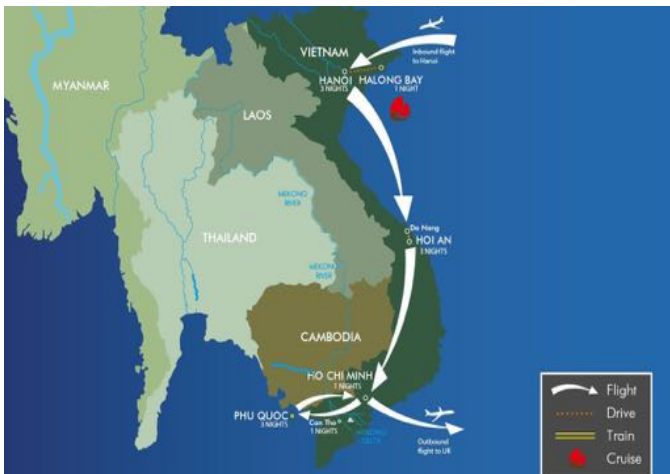 VIETNAM
Inbound flight
to Hanoi
HANOI
3 NIGHTS
HALONG BAY
1 NIGHT
MYANMAR
LAOS
MEKONG
RIVER
THAILAND
Da Nang
HOI AN
NIGHTS
MEKONG
RIVER
CAMBODIA
HO CHI MINH
NIGHTS
PHU QUOC
3 NIGHTS
Can Tho
1 NIGHTS
MEKONG
DELTA
Outbound
flight to UK
Flight
Drive
Train
Cruise